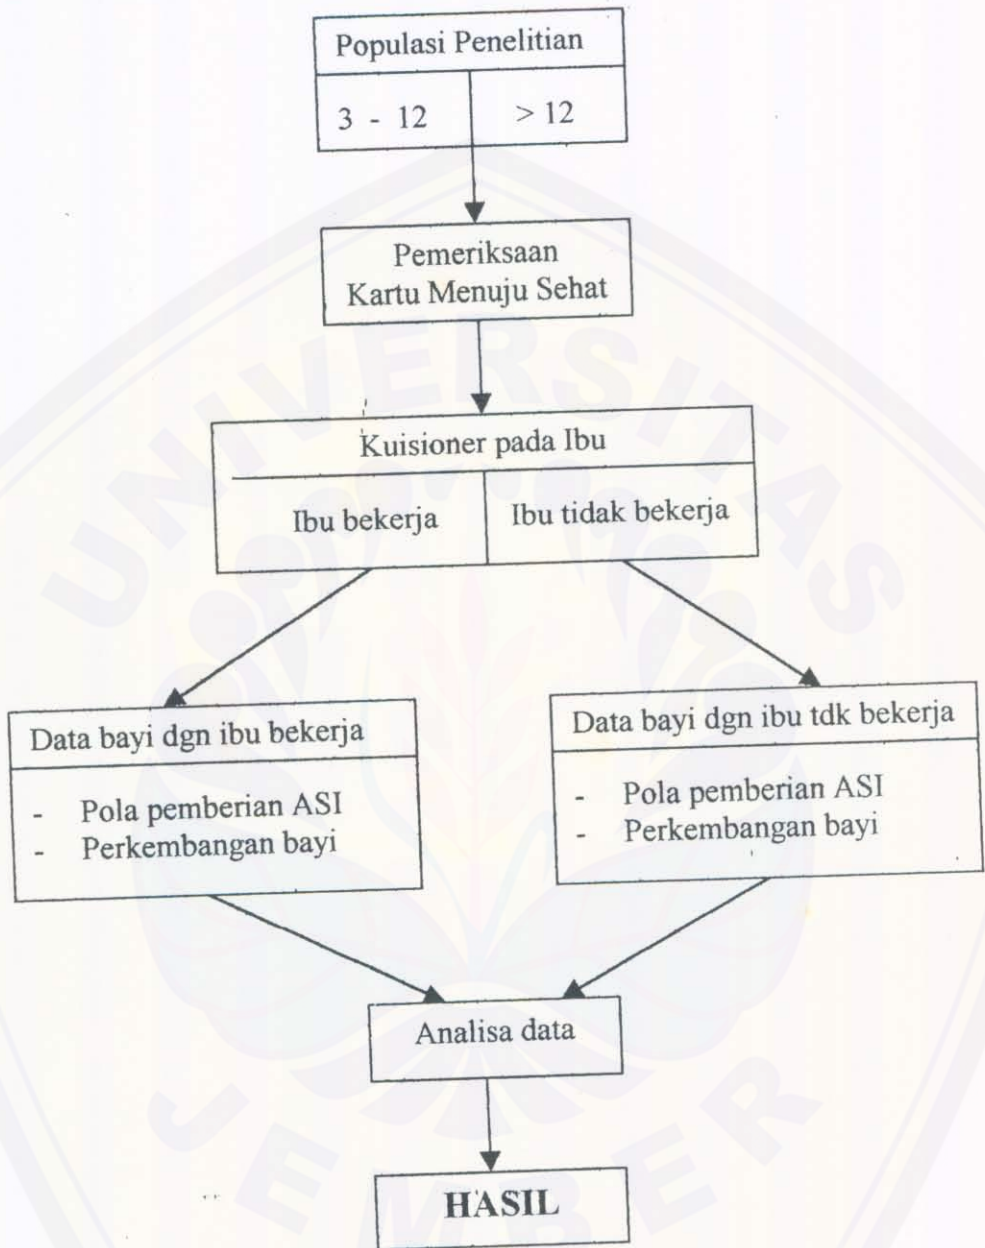 Populasi Penelitian
3 - 12
> 12
Pemeriksaan
Kartu Menuju Sehat
Kuisioner pada Ibu
Ibu bekerja
Ibu tidak bekerja
Data bayi dgn ibu bekerja
- Pola pemberian ASI
- Perkembangan bayi
Data bayi dgn ibu tdk bekerja
- Pola pemberian ASI
- Perkembangan bayi
Analisa data
HASIL
UNIVERSITAS
JEMBER